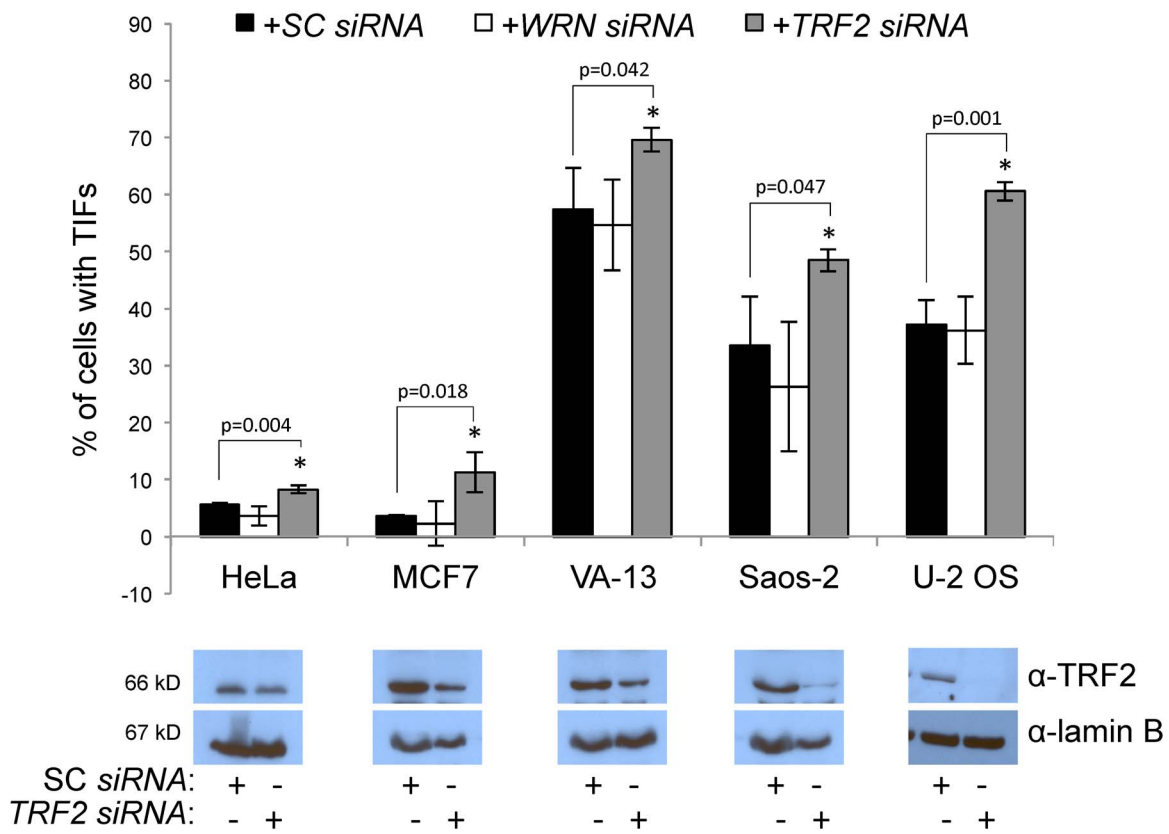 90
+SC siRNA +WRN siRNA +TRF2 siRNA
80
p=0.042
*
70
p=0.001
*
60
p=0.047
*
50
40
30
p=0.018
*
20
p=0.004
*
10
0
-10
% of cells with TIFs
HeLa MCF7 VA-13 Saos-2 U-2 OS
66 kD α-TRF2
67 kD α-lamin B
SC siRNA: + - + - + - + - +
TRF2 siRNA: - + - + - + - + - +